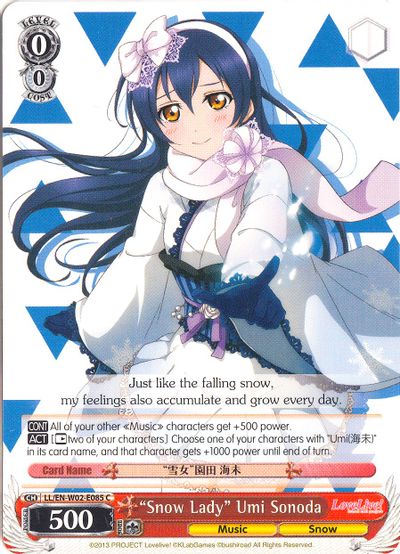 LEVEL
0
0
COST
Just like the falling snow,
my feelings also accumulate and grow every day.
CONT All of your other «Music» characters get +500 power.
ACT [Two of your characters] Choose one of your characters with "Umi(海未)"
in its card name, and that character gets +1000 power until end of turn.
Card Name "雪女"園田 海未
CH LL/EN-W02-E085 C
"Snow Lady" Umi Sonoda
LoveLive!
POWER 500
Music Snow
©2013 PROJECT Lovelive! ©KLabGames ©bushiroad All Rights Reserved.